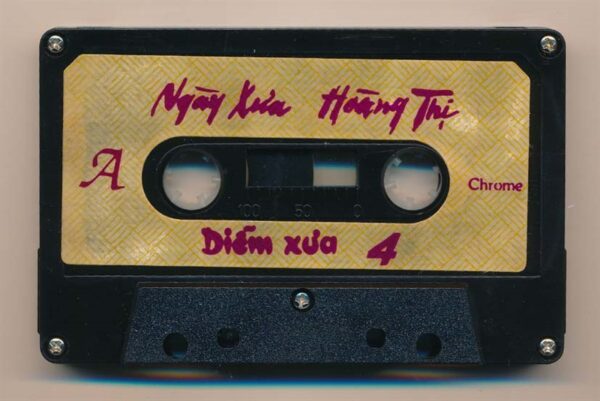 Ngày Xưa Hoàng Thị
A
Chrome
100 50 0
Diễm xưa 4